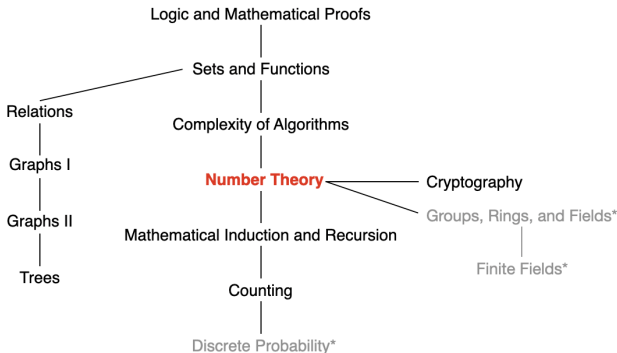 Logic and Mathematical Proofs
Sets and Functions
Relations
Complexity of Algorithms
Graphs I
Number Theory
Cryptography
Graphs II
Groups, Rings, and Fields*
Mathematical Induction and Recursion
Trees
Finite Fields*
Counting
Discrete Probability*